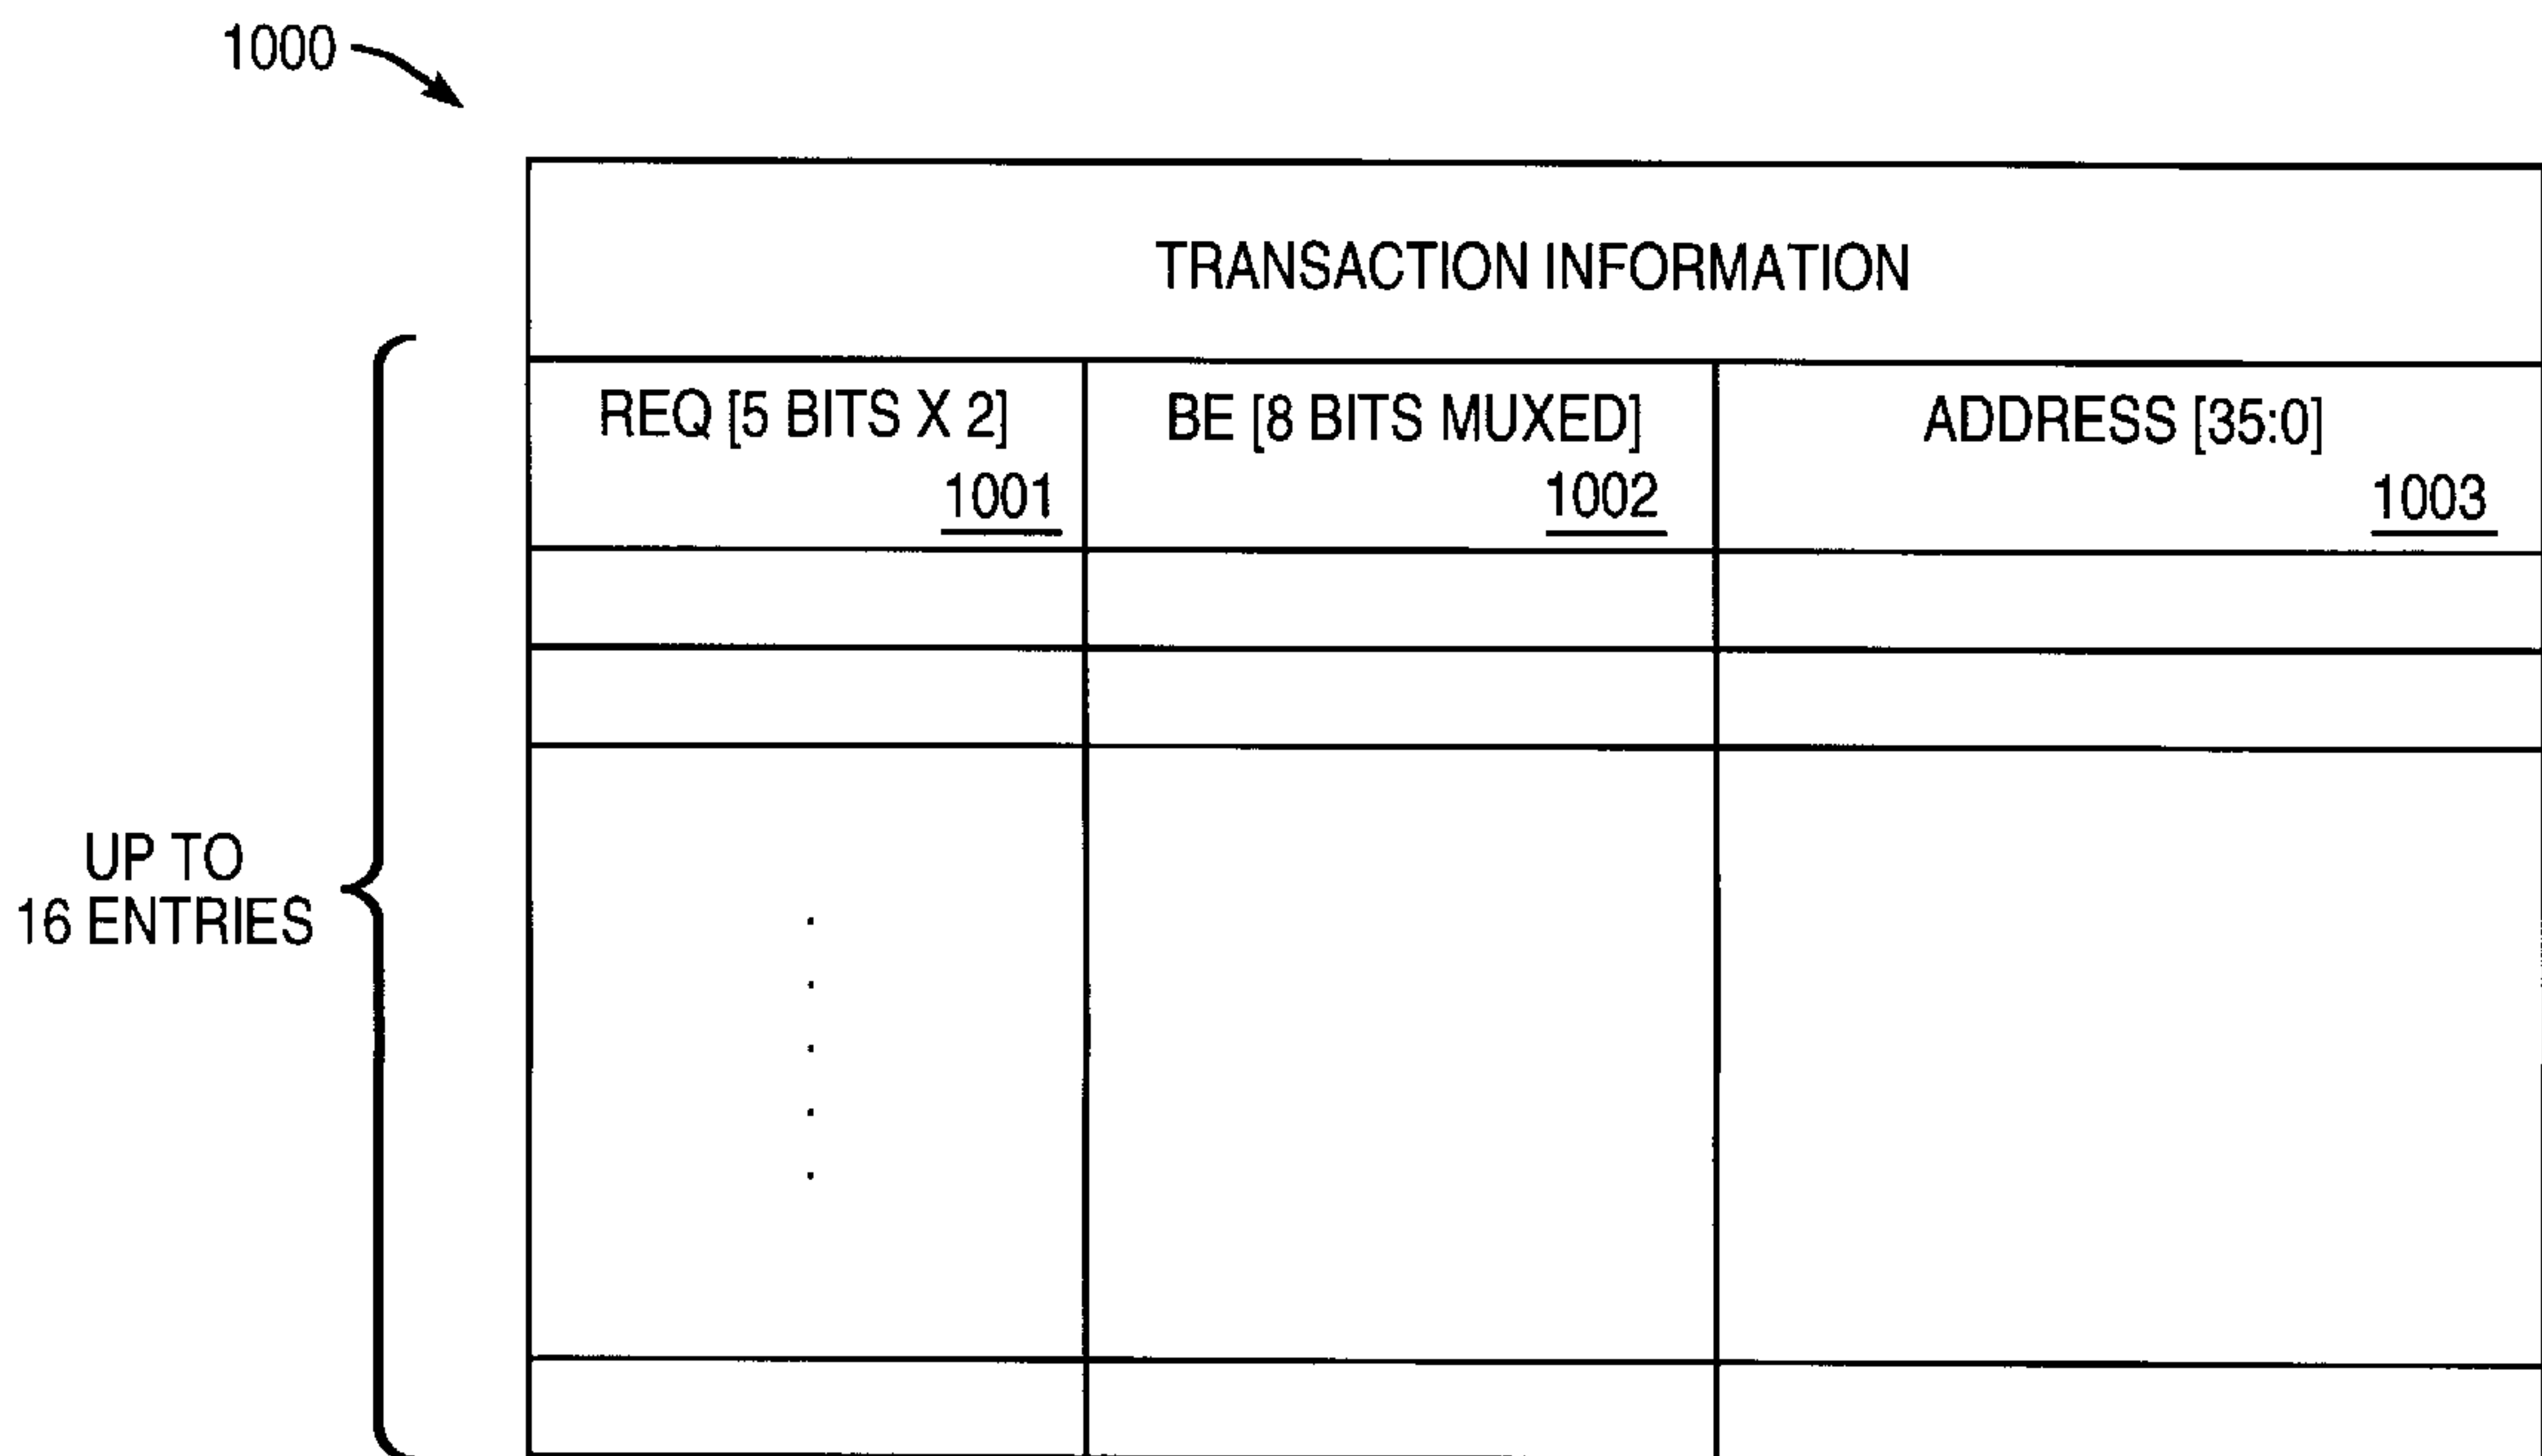 1000
TRANSACTION INFORMATION
REQ [5 BITS X 2]
1001
BE [8 BITS MUXED]
1002
ADDRESS [35:0]
1003
UP TO
16 ENTRIES